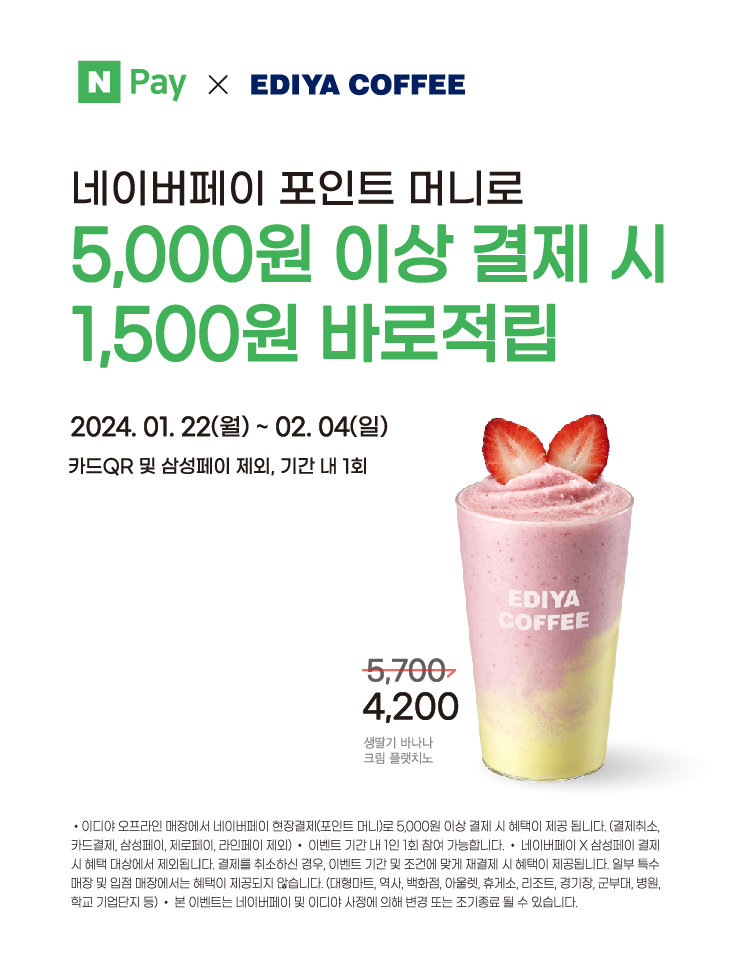 N Pay × EDIYA COFFEE
네이버페이 포인트 머니로
5,000원 이상 결제 시
1,500원 바로적립
2024. 01. 22(월) ~ 02. 04(일)
카드QR 및 삼성페이 제외, 기간 내 1회
EDIYA
COFFEE
5,700
4,200
생딸기 바나나
크림 플랫치노
• 이디야 오프라인 매장에서 네이버페이 현장결제(포인트 머니)로 5,000원 이상 결제 시 혜택이 제공 됩니다. (결제취소,
카드결제, 삼성페이, 제로페이, 라인페이 제외) • 이벤트 기간 내 1인 1회 참여 가능합니다. • 네이버페이 X 삼성페이 결제
시 혜택 대상에서 제외됩니다. 결제를 취소하신 경우, 이벤트 기간 및 조건에 맞게 재결제 시 혜택이 제공됩니다. 일부 특수
매장 및 입점 매장에서는 혜택이 제공되지 않습니다. (대형마트, 역사, 백화점, 아울렛, 휴게소, 리조트, 경기장, 군부대, 병원,
학교 기업단지 등) • 본 이벤트는 네이버페이 및 이디야 사정에 의해 변경 또는 조기종료 될 수 있습니다.